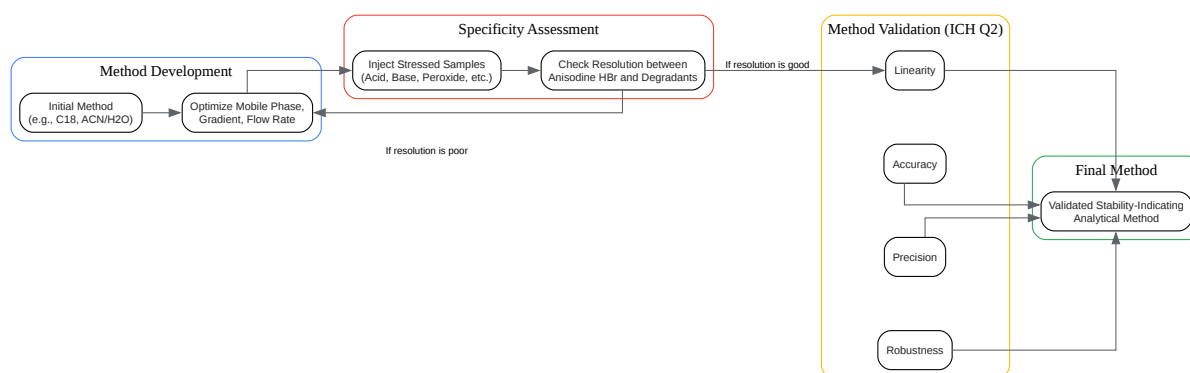 Method Development
Initial Method
(e.g., C18, ACN/H2O)
Optimize Mobile Phase,
Gradient, Flow Rate
Specificity Assessment
Inject Stressed Samples
(Acid, Base, Peroxide, etc.)
Check Resolution between
Anisodine HBr and Degradants
If resolution is poor
If resolution is good
Method Validation (ICH Q2)
Linearity
Accuracy
Precision
Robustness
Final Method
Validated Stability-Indicating
Analytical Method